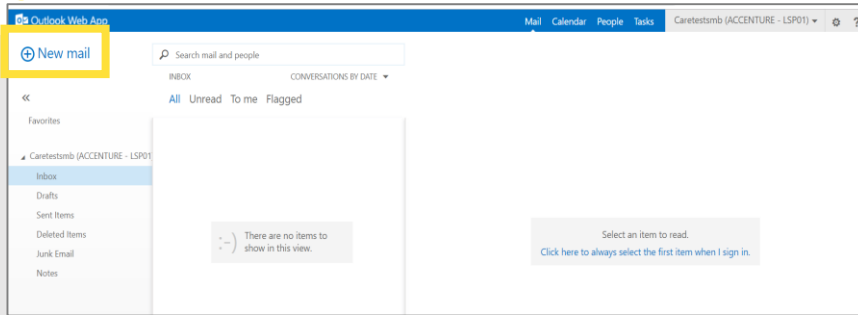 Outlook Web App
Mail Calendar People Tasks Caretestsmb (ACCENTURE - LSP01) ?
New mail
Search mail and people
INBOX CONVERSATIONS BY DATE
All Unread To me Flagged
Favorites
Caretestsmb (ACCENTURE - LSP01
Inbox
Drafts
Sent Items
Deleted Items
Junk Email
Notes
:-) There are no items to
show in this view.
Select an item to read.
Click here to always select the first item when I sign in.